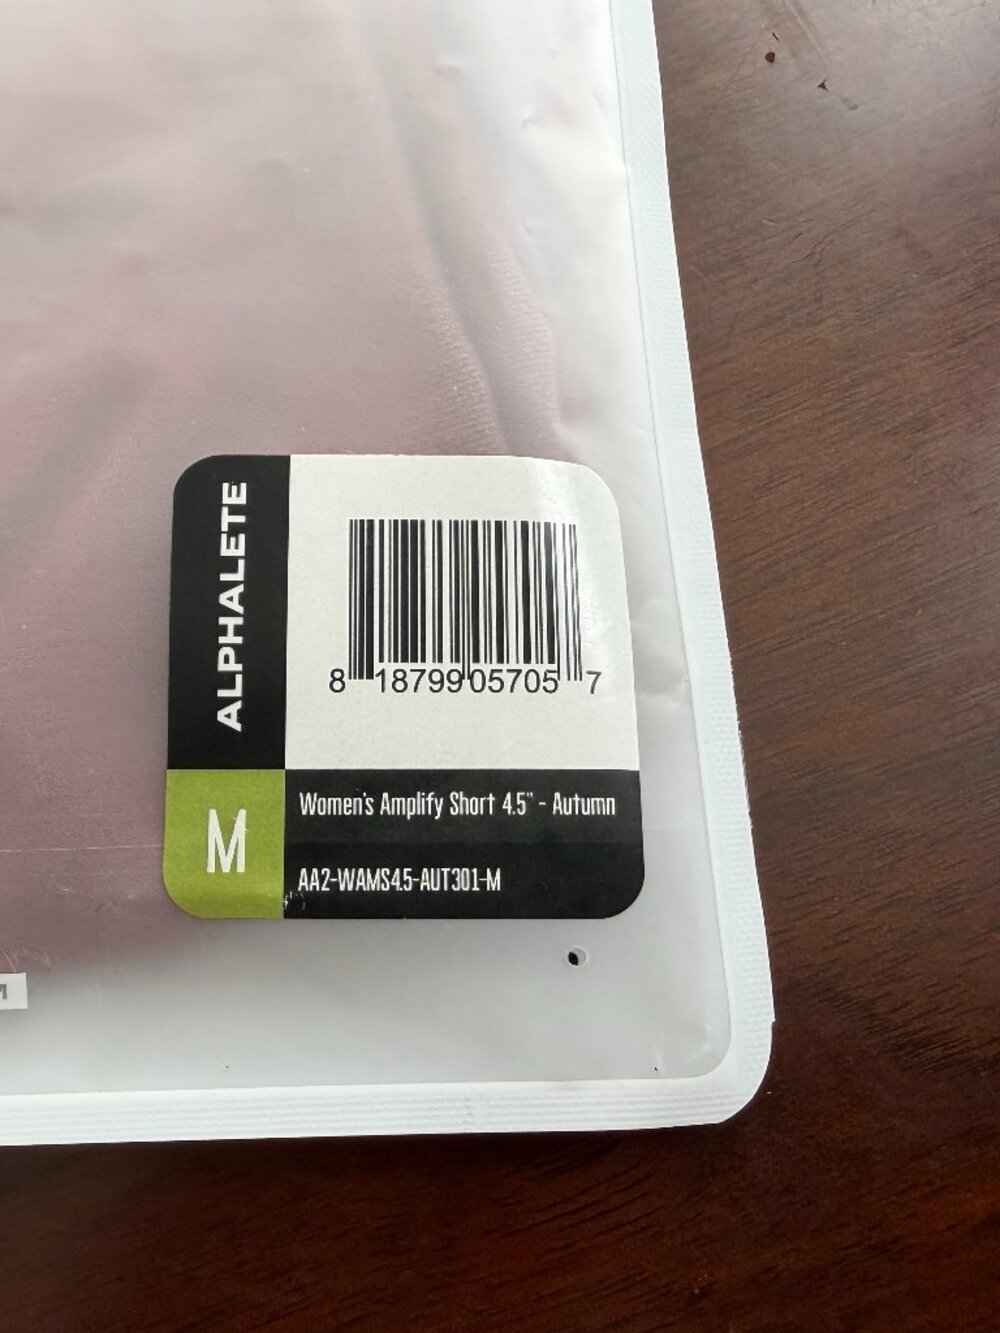 ALPHALETE
8 18799 05705 7
M
Women's Amplify Short 4.5" - Autumn
AA2-WAMS4.5-AUT301-M
M